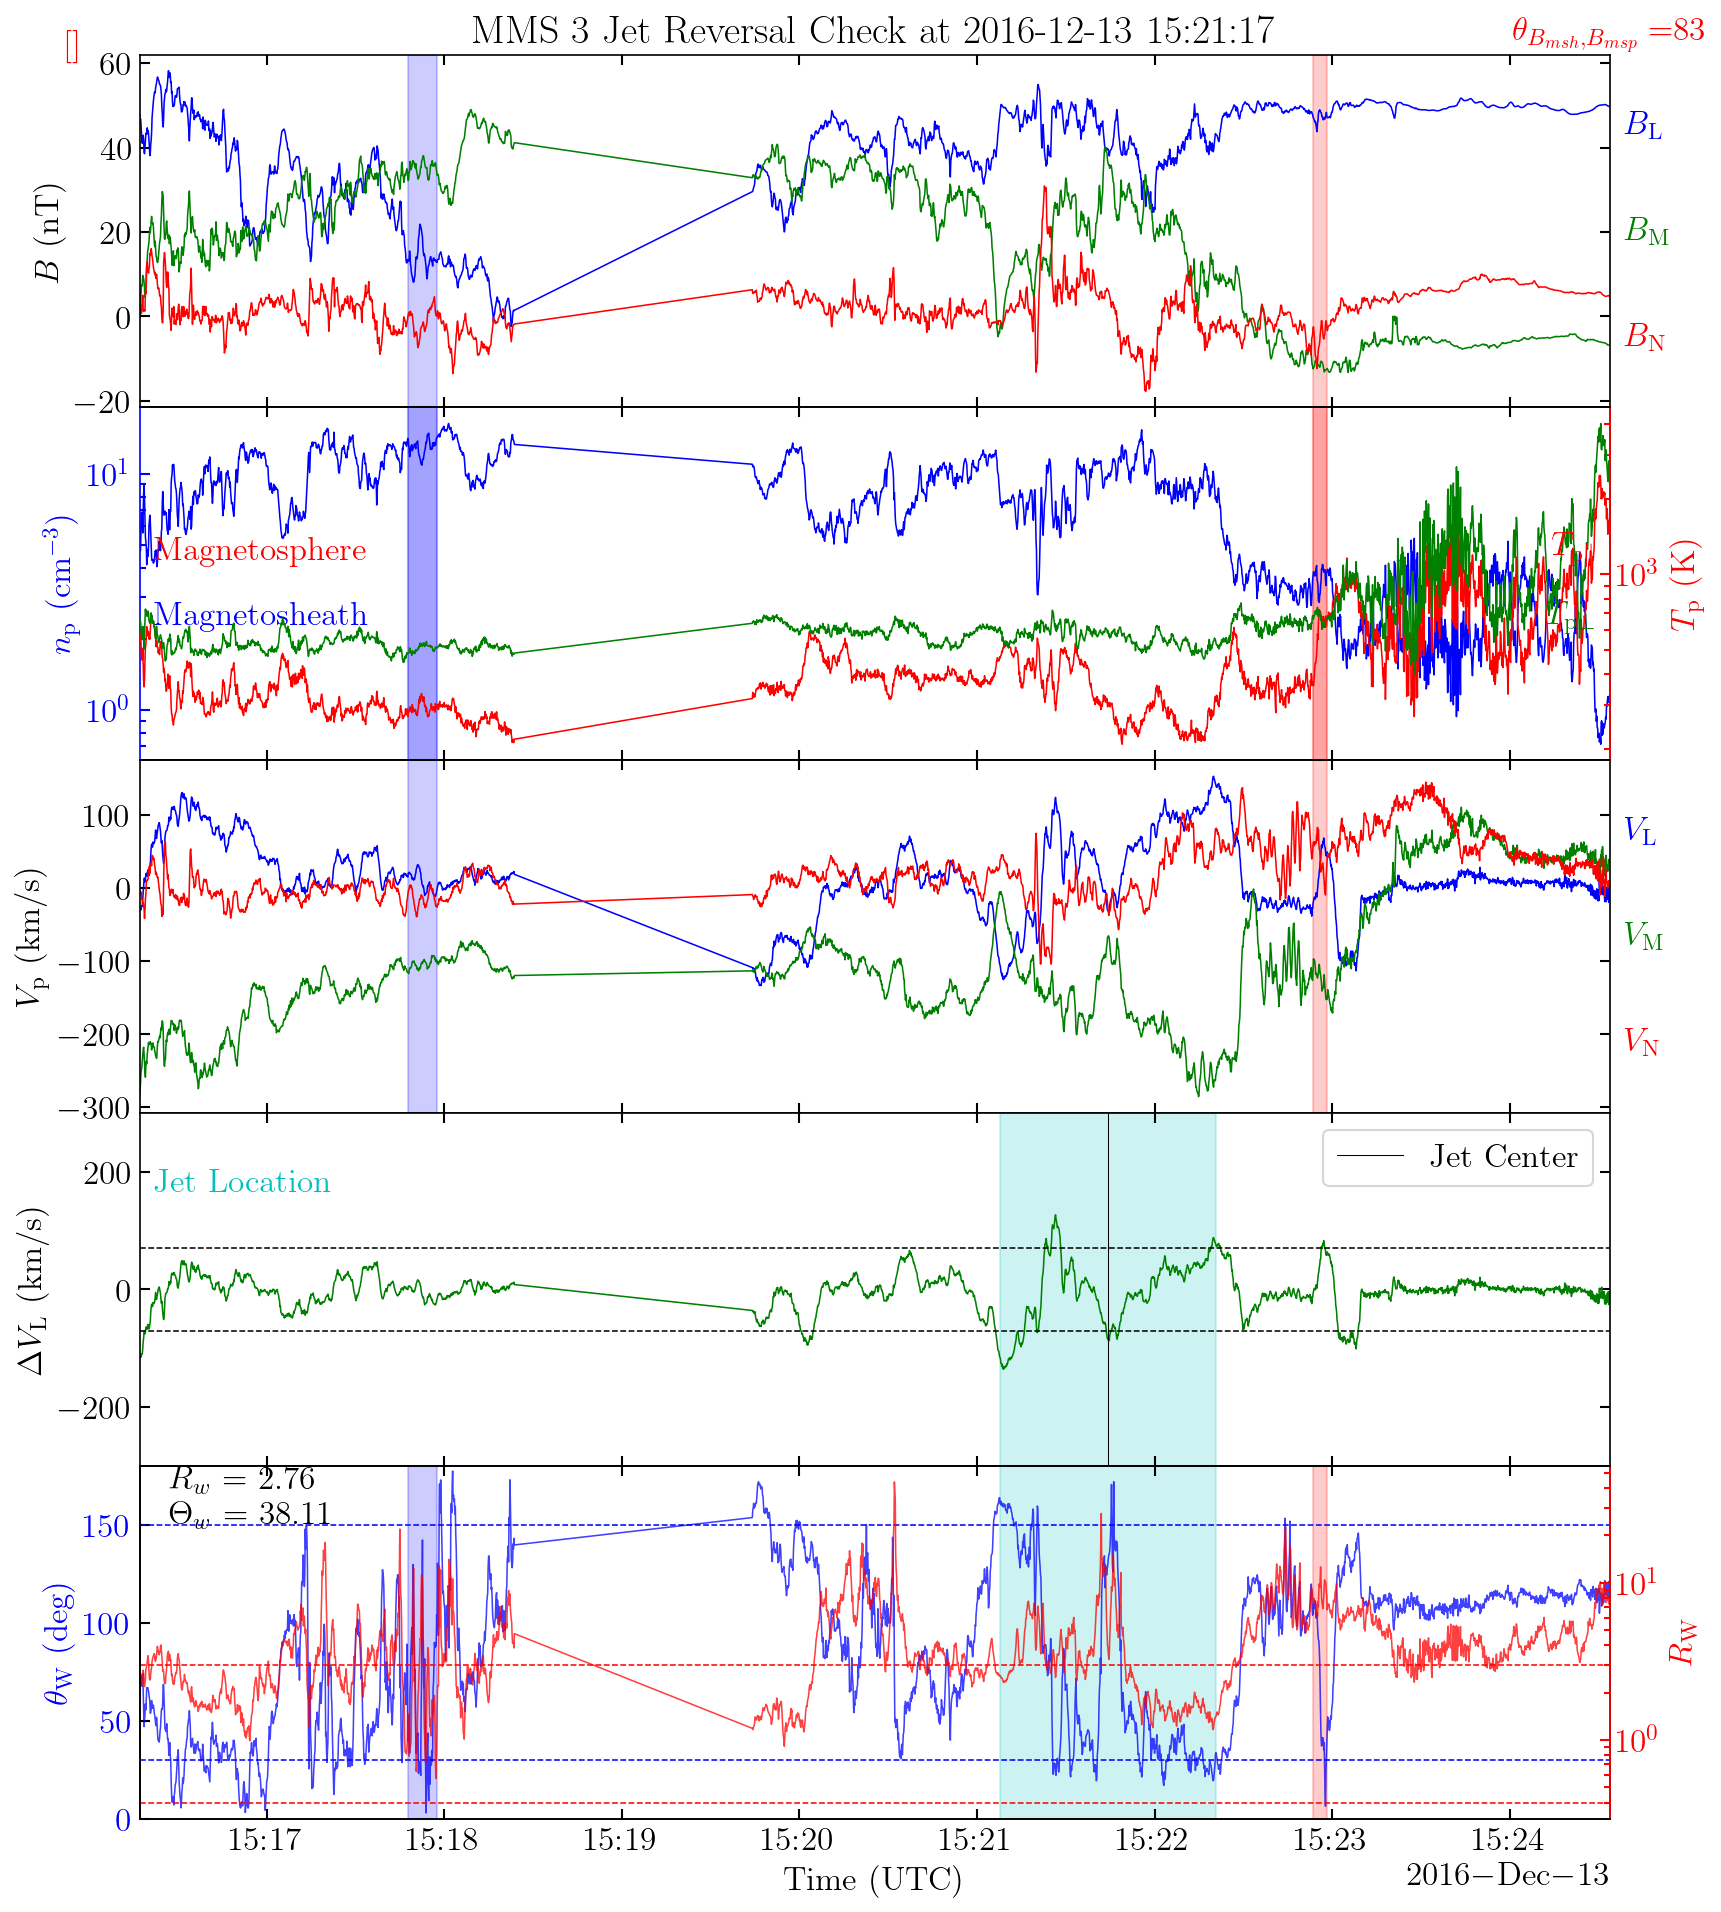 MMS 3 Jet Reversal Check at 2016-12-13 15:21:17
θ_{B_{msh},B_{msp}} =83
60
40
20
0
−20
B (nT)
B_L
B_M
B_N
10^1
10^0
n_p (cm^{−3})
Magnetosphere
Magnetosheath
10^3
T_p (K)
100
0
−100
−200
−300
V_p (km/s)
V_L
V_M
V_N
200
0
−200
ΔV_L (km/s)
Jet Location
Jet Center
R_w = 2.76
Θ_w = 38.11
150
100
50
0
θ_W (deg)
10^1
10^0
R_W
15:17 15:18 15:19 15:20 15:21 15:22 15:23 15:24
Time (UTC)
2016−Dec−13